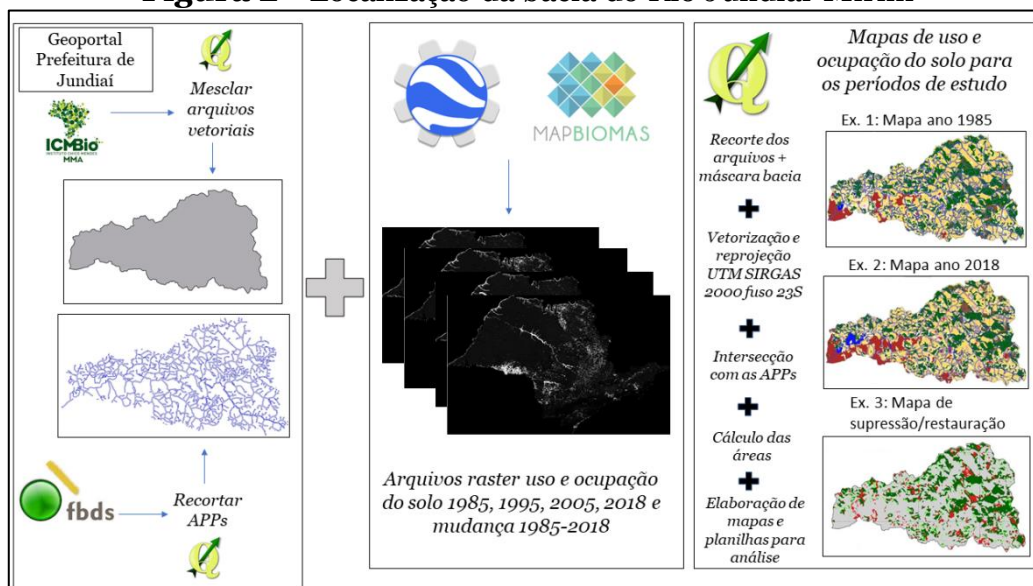 Geoportal
Prefeitura de
Jundiaí
ICMBio
INSTITUTO CHICO MENDES
MMA
Mesclar
arquivos
vetoriais
fbds
Recortar
APPs
MAPBIOMAS
Arquivos raster uso e ocupação
do solo 1985, 1995, 2005, 2018 e
mudança 1985-2018
Recorte dos
arquivos +
máscara bacia
Vetorização e
reprojeção
UTM SIRGAS
2000 fuso 23S
Intersecção
com as APPs
Cálculo das
áreas
Elaboração de
mapas e
planilhas para
análise
Mapas de uso e
ocupação do solo para
os períodos de estudo
Ex. 1: Mapa ano 1985
Ex. 2: Mapa ano 2018
Ex. 3: Mapa de
supressão/restauração